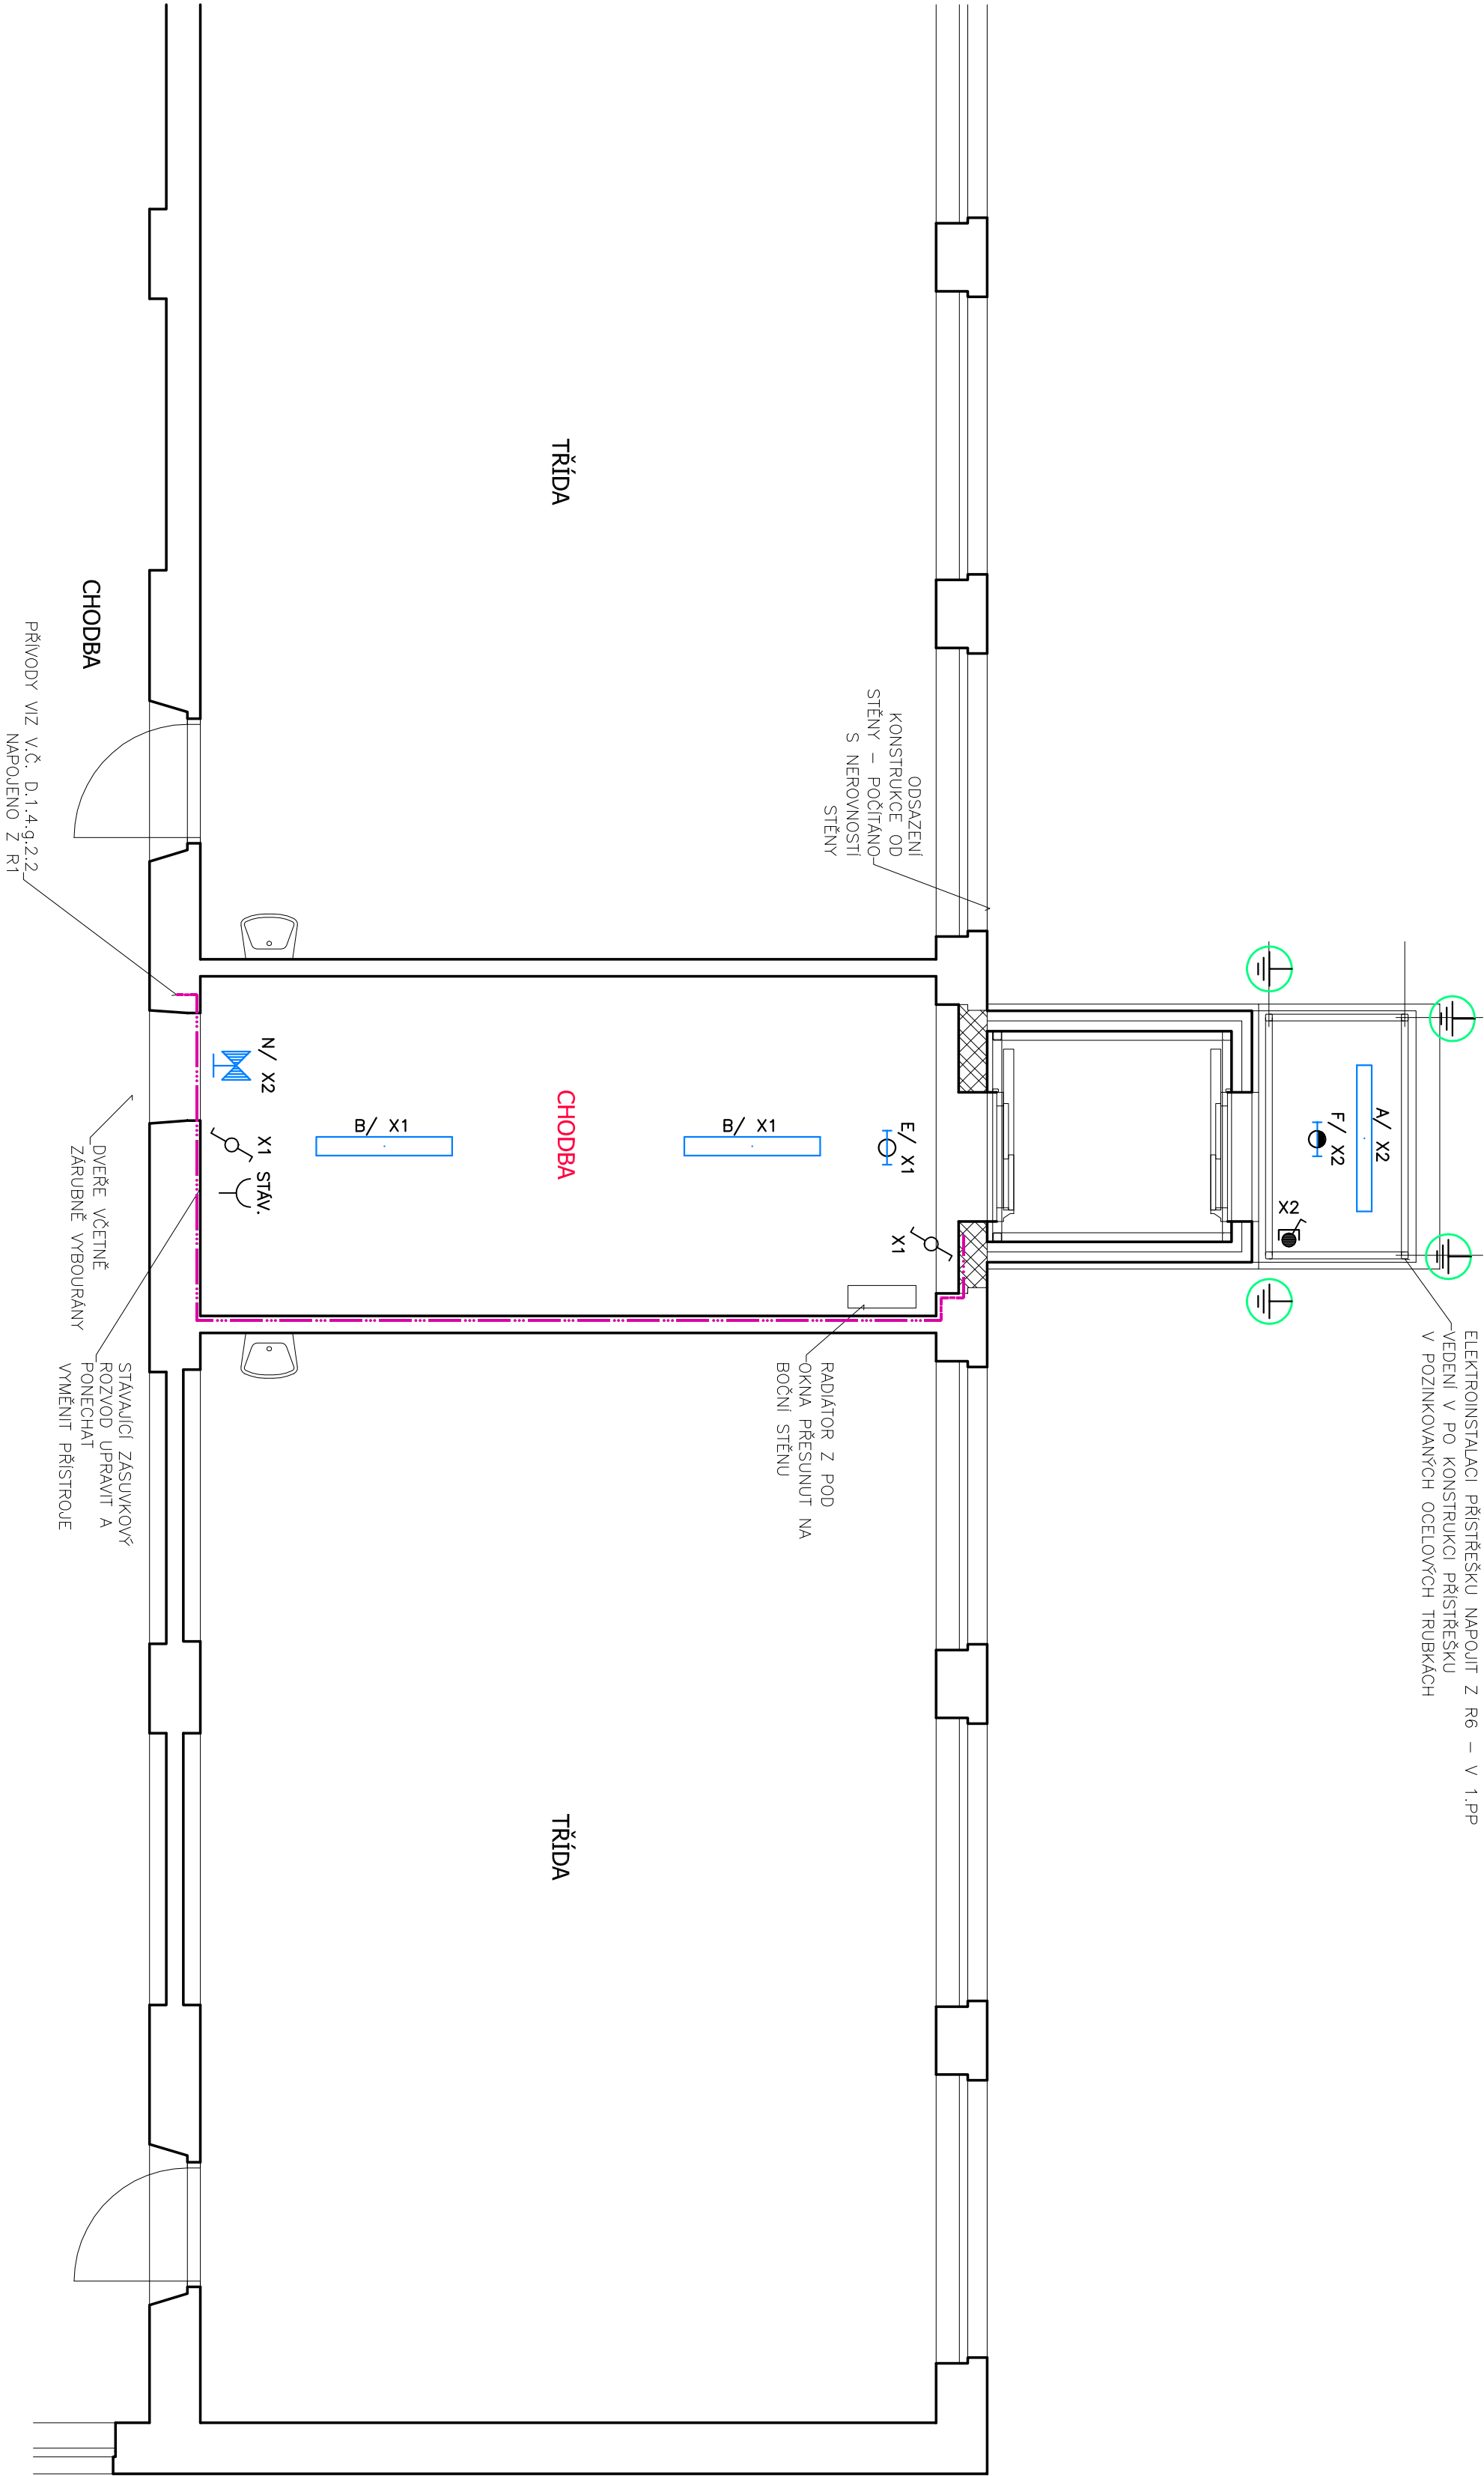 ELEKTROINSTALACI PŘÍSTŘEŠKU NAPOJIT Z R6 – V 1.PP
VEDENÍ V PO KONSTRUKCI PŘÍSTŘEŠKU
V POZINKOVANÝCH OCELOVÝCH TRUBKÁCH
A/ X2
F/ X2
X2
ODSAZENÍ
KONSTRUKCE OD
STĚNY – POČÍTÁNO
S NEROVNOSTÍ
STĚNY
E/ X1
X1
RADIÁTOR Z POD
OKNA PŘESUNUT NA
BOČNÍ STĚNU
B/ X1
TŘÍDA
CHODBA
TŘÍDA
B/ X1
N/ X2
X1
STÁV.
CHODBA
DVEŘE VČETNĚ
ZÁRUBNĚ VYBOURÁNY
STÁVAJÍCÍ ZÁSUVKOVÝ
ROZVOD UPRAVIT A
PONECHAT
VYMĚNIT PŘÍSTROJE
PŘÍVODY VIZ V.Č. D.1.4.g.2.2
NAPOJENO Z R1